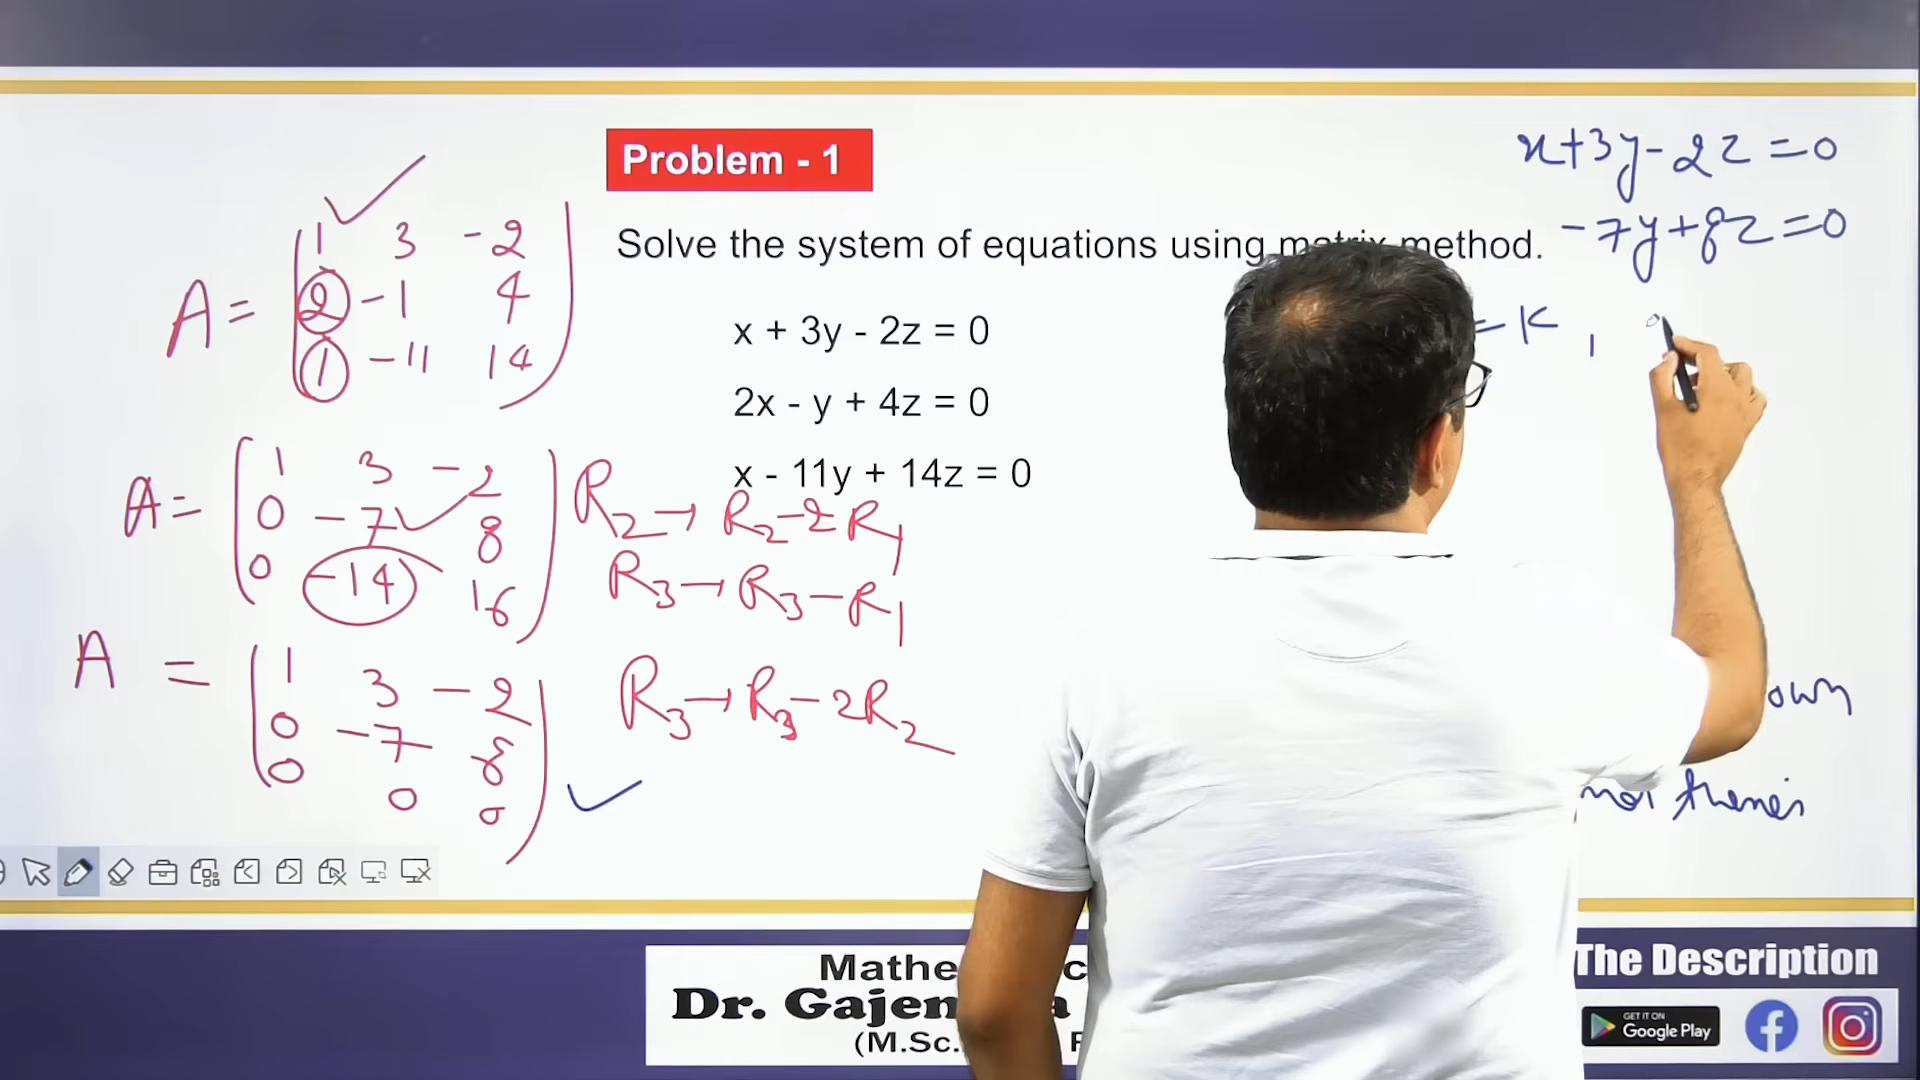 Problem - 1
Solve the system of equations using matrix method.
x + 3y - 2z = 0
2x - y + 4z = 0
x - 11y + 14z = 0
A =
1 3 -2
2 -1 4
1 -11 14
A =
1 3 -2
0 -7 8
0 -14 16
R2 → R2 - 2R1
R3 → R3 - R1
A =
1 3 -2
0 -7 8
0 0 0
R3 → R3 - 2R2
x + 3y - 2z = 0
-7y + 8z = 0
= K ,
The Description
Dr.
(M.Sc.
GET IT ON
Google Play